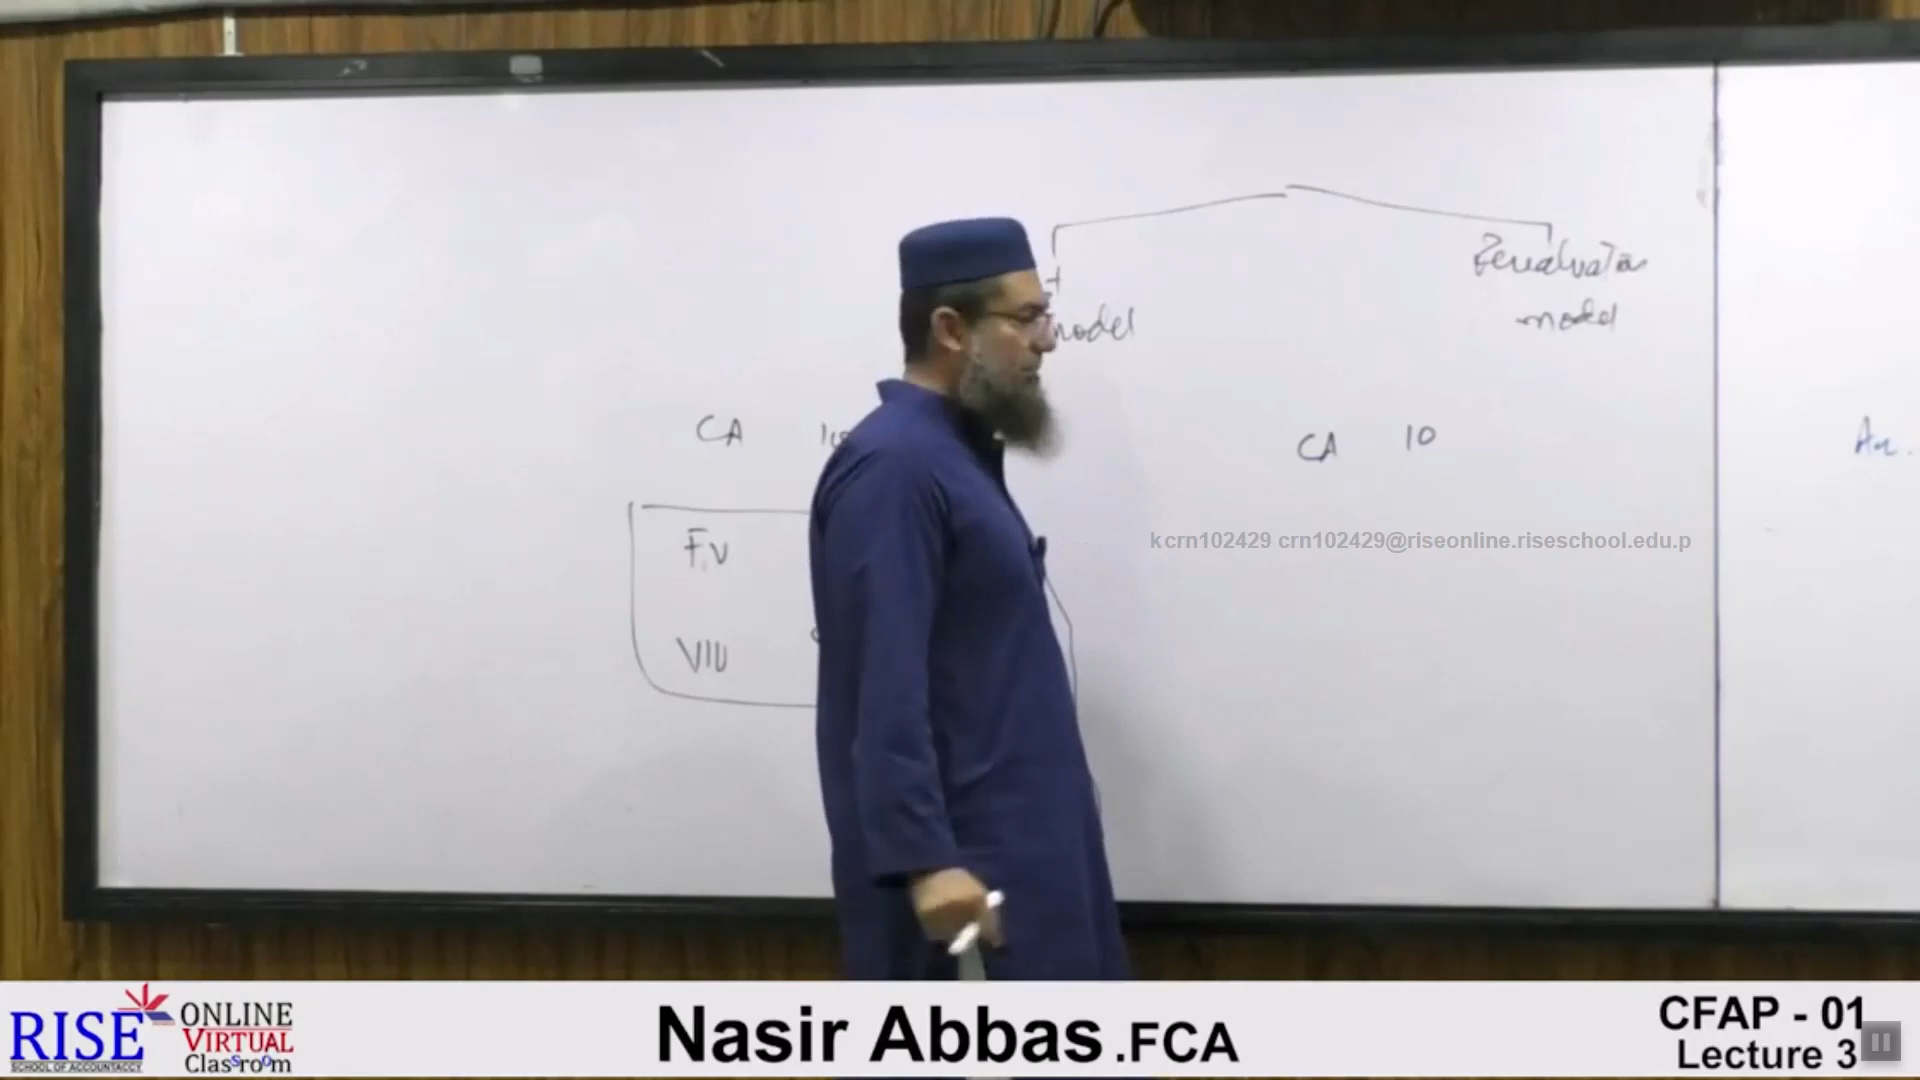 Revaluation
model
model
CA
CA 10
F.V
VIU
kcrn102429 crn102429@riseonline.riseschool.edu.p
RISE
SCHOOL OF ACCOUNTACCY
ONLINE
VIRTUAL
Classroom
Nasir Abbas .FCA
CFAP - 01
Lecture 3